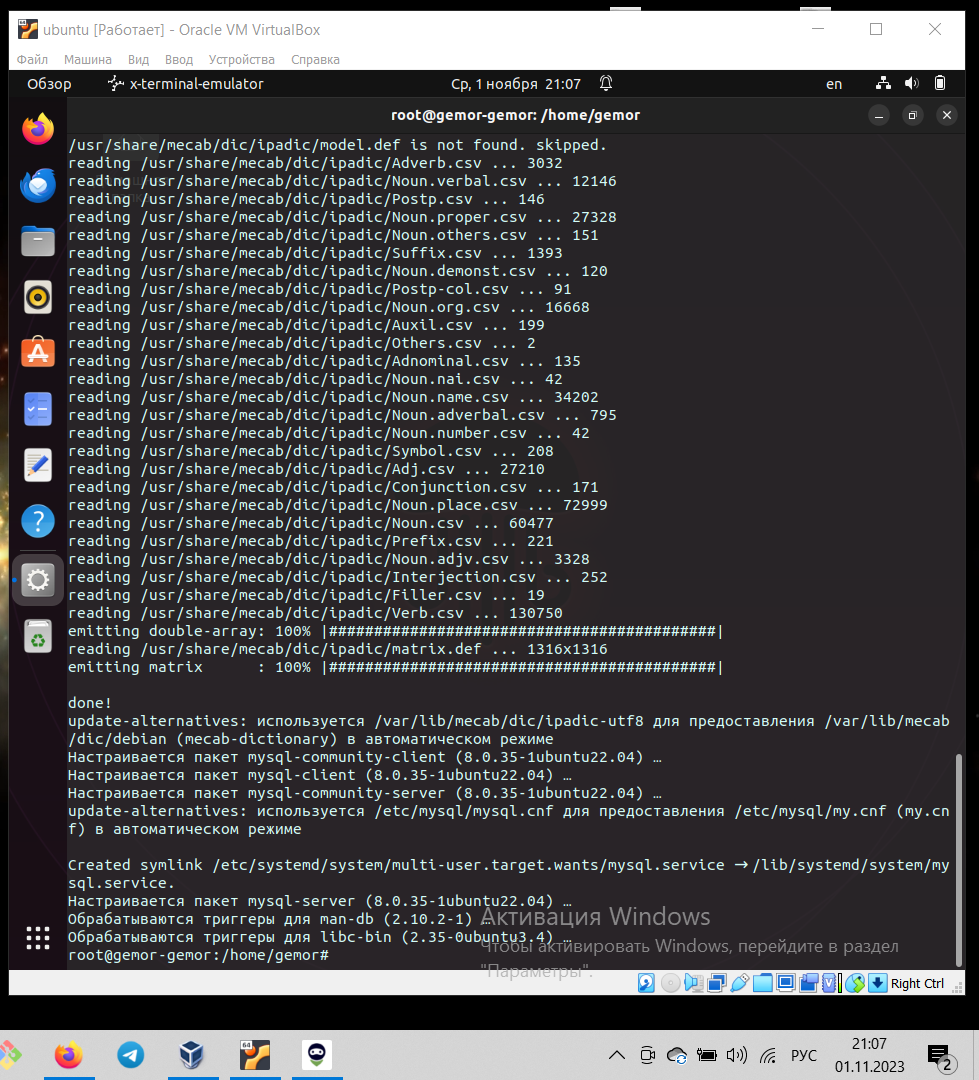 ubuntu [Работает] - Oracle VM VirtualBox
Файл Машина Вид Ввод Устройства Справка
Обзор x-terminal-emulator Ср, 1 ноября 21:07 en
root@gemor-gemor: /home/gemor
/usr/share/mecab/dic/ipadic/model.def is not found. skipped.
reading /usr/share/mecab/dic/ipadic/Adverb.csv ... 3032
reading /usr/share/mecab/dic/ipadic/Noun.verbal.csv ... 12146
reading /usr/share/mecab/dic/ipadic/Postp.csv ... 146
reading /usr/share/mecab/dic/ipadic/Noun.proper.csv ... 27328
reading /usr/share/mecab/dic/ipadic/Noun.others.csv ... 151
reading /usr/share/mecab/dic/ipadic/Suffix.csv ... 1393
reading /usr/share/mecab/dic/ipadic/Noun.demonst.csv ... 120
reading /usr/share/mecab/dic/ipadic/Postp-col.csv ... 91
reading /usr/share/mecab/dic/ipadic/Noun.org.csv ... 16668
reading /usr/share/mecab/dic/ipadic/Auxil.csv ... 199
reading /usr/share/mecab/dic/ipadic/Others.csv ... 2
reading /usr/share/mecab/dic/ipadic/Adnominal.csv ... 135
reading /usr/share/mecab/dic/ipadic/Noun.nai.csv ... 42
reading /usr/share/mecab/dic/ipadic/Noun.name.csv ... 34202
reading /usr/share/mecab/dic/ipadic/Noun.adverbal.csv ... 795
reading /usr/share/mecab/dic/ipadic/Noun.number.csv ... 42
reading /usr/share/mecab/dic/ipadic/Symbol.csv ... 208
reading /usr/share/mecab/dic/ipadic/Adj.csv ... 27210
reading /usr/share/mecab/dic/ipadic/Conjunction.csv ... 171
reading /usr/share/mecab/dic/ipadic/Noun.place.csv ... 72999
reading /usr/share/mecab/dic/ipadic/Noun.csv ... 60477
reading /usr/share/mecab/dic/ipadic/Prefix.csv ... 221
reading /usr/share/mecab/dic/ipadic/Noun.adjv.csv ... 3328
reading /usr/share/mecab/dic/ipadic/Interjection.csv ... 252
reading /usr/share/mecab/dic/ipadic/Filler.csv ... 19
reading /usr/share/mecab/dic/ipadic/Verb.csv ... 130750
emitting double-array: 100% |###########################################|
reading /usr/share/mecab/dic/ipadic/matrix.def ... 1316x1316
emitting matrix      : 100% |###########################################|
done!
update-alternatives: используется /var/lib/mecab/dic/ipadic-utf8 для предоставления /var/lib/mecab
/dic/debian (mecab-dictionary) в автоматическом режиме
Настраивается пакет mysql-community-client (8.0.35-1ubuntu22.04) …
Настраивается пакет mysql-client (8.0.35-1ubuntu22.04) …
Настраивается пакет mysql-community-server (8.0.35-1ubuntu22.04) …
update-alternatives: используется /etc/mysql/mysql.cnf для предоставления /etc/mysql/my.cnf (my.cn
f) в автоматическом режиме
Created symlink /etc/systemd/system/multi-user.target.wants/mysql.service → /lib/systemd/system/my
sql.service.
Настраивается пакет mysql-server (8.0.35-1ubuntu22.04) …
Обрабатываются триггеры для man-db (2.10.2-1) …
Обрабатываются триггеры для libc-bin (2.35-0ubuntu3.4) …
root@gemor-gemor:/home/gemor#
Активация Windows
Чтобы активировать Windows, перейдите в раздел
"Параметры".
Right Ctrl
РУС
21:07
01.11.2023
2